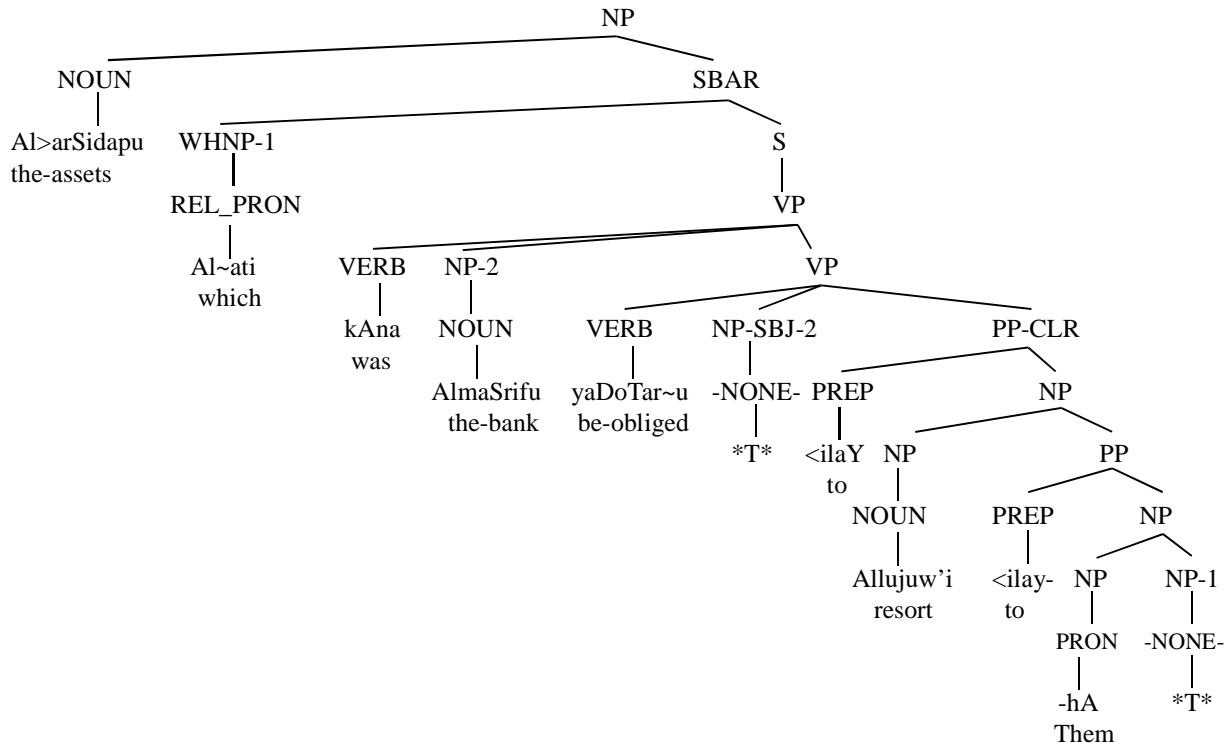 NP
NOUN SBAR
Al>arSidapu WHNP-1 S
the-assets
REL_PRON VP
Al~ati VERB NP-2 VP
which
kAna NOUN VERB NP-SBJ-2 PP-CLR
was
AlmaSrifu yaDoTar~u -NONE- PREP NP
the-bank be-obliged
*T* <ilaY NP PP
to
NOUN PREP NP
Allujuw'i <ilay- NP NP-1
resort to
PRON -NONE-
-hA *T*
Them